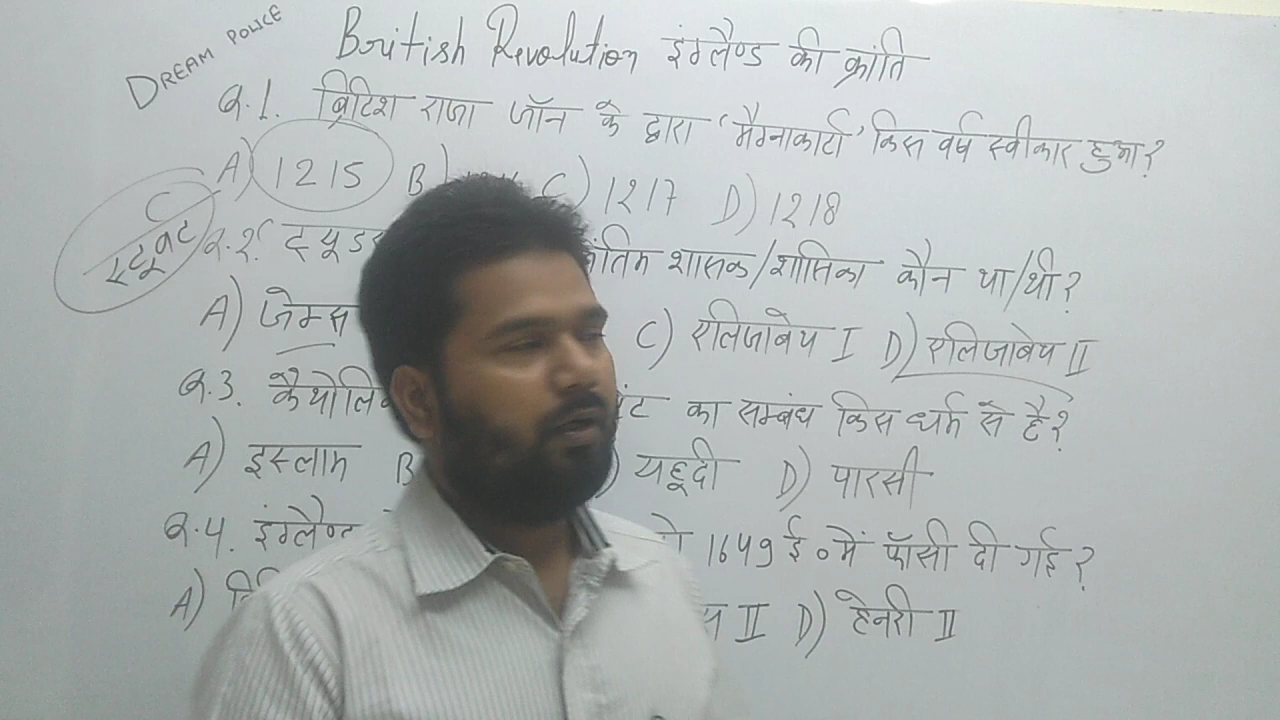 DREAM POLICE
British Revolution इंग्लैण्ड की क्रांति
Q.1. ब्रिटिश राजा जॉन के द्वारा 'मैग्नाकार्टा' किस वर्ष स्वीकार हुआ?
A) 1215 B) C) 1217 D) 1218
स्टूवर्ट
Q.2. शासक/शासिका कौन था/थी?
A) जेम्स C) एलिजाबेथ I D) एलिजाबेथ II
Q.3. का सम्बंध किस धर्म से है?
A) इस्लाम B यहूदी D) पारसी
Q.4. इंग्लैण्ड 1649 ई॰ में फाँसी दी गई?
A) II D) हेनरी II